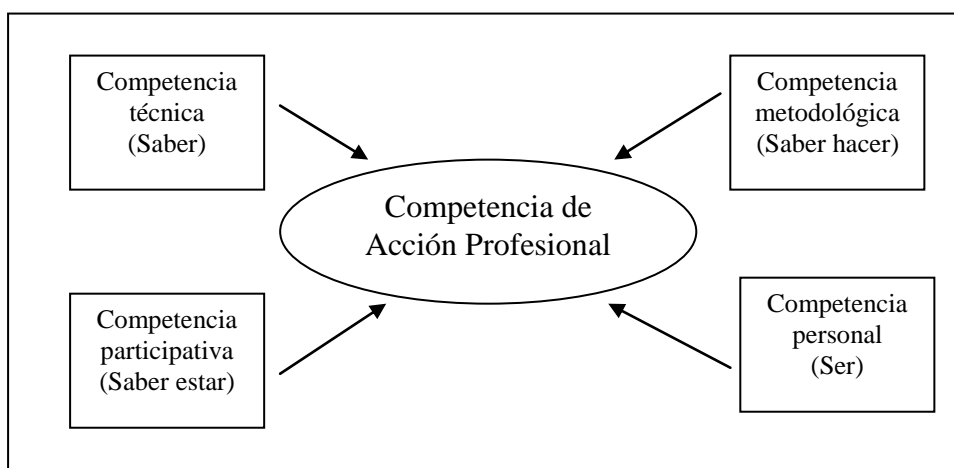 Competencia
técnica
(Saber)
Competencia
metodológica
(Saber hacer)
Competencia de
Acción Profesional
Competencia
participativa
(Saber estar)
Competencia
personal
(Ser)